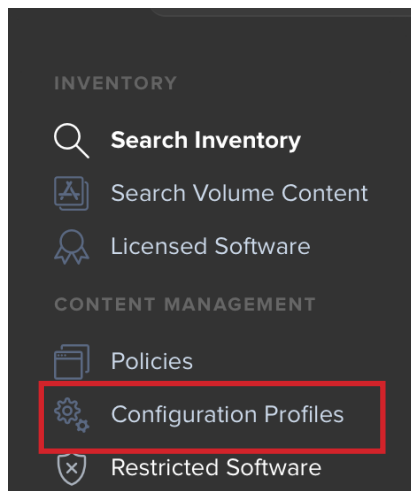 INVENTORY
Search Inventory
Search Volume Content
Licensed Software
CONTENT MANAGEMENT
Policies
Configuration Profiles
Restricted Software